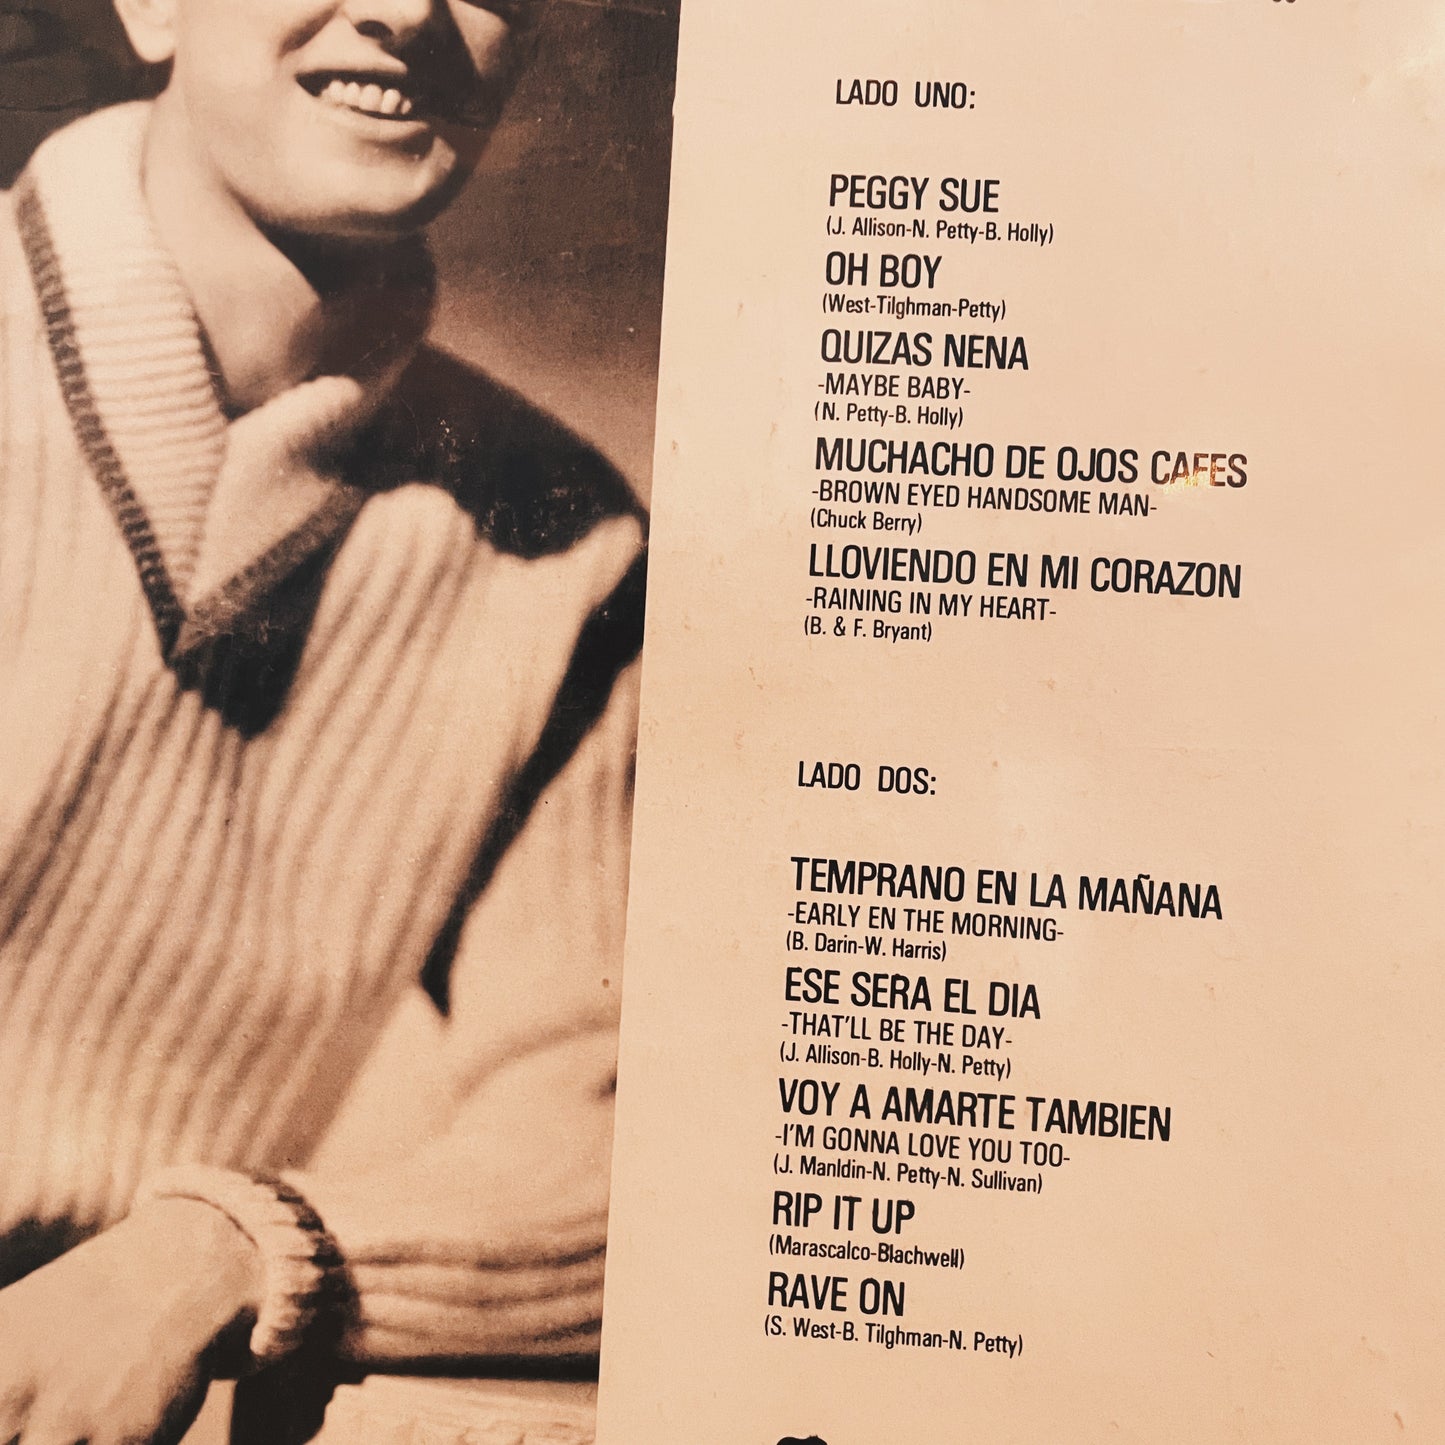 LADO UNO:
PEGGY SUE
(J. Allison-N. Petty-B. Holly)
OH BOY
(West-Tilghman-Petty)
QUIZAS NENA
-MAYBE BABY-
(N. Petty-B. Holly)
MUCHACHO DE OJOS CAFES
-BROWN EYED HANDSOME MAN-
(Chuck Berry)
LLOVIENDO EN MI CORAZON
-RAINING IN MY HEART-
(B. & F. Bryant)
LADO DOS:
TEMPRANO EN LA MAÑANA
-EARLY EN THE MORNING-
(B. Darin-W. Harris)
ESE SERA EL DIA
-THAT'LL BE THE DAY-
(J. Allison-B. Holly-N. Petty)
VOY A AMARTE TAMBIEN
-I'M GONNA LOVE YOU TOO-
(J. Manldin-N. Petty-N. Sullivan)
RIP IT UP
(Marascalco-Blachwell)
RAVE ON
(S. West-B. Tilghman-N. Petty)